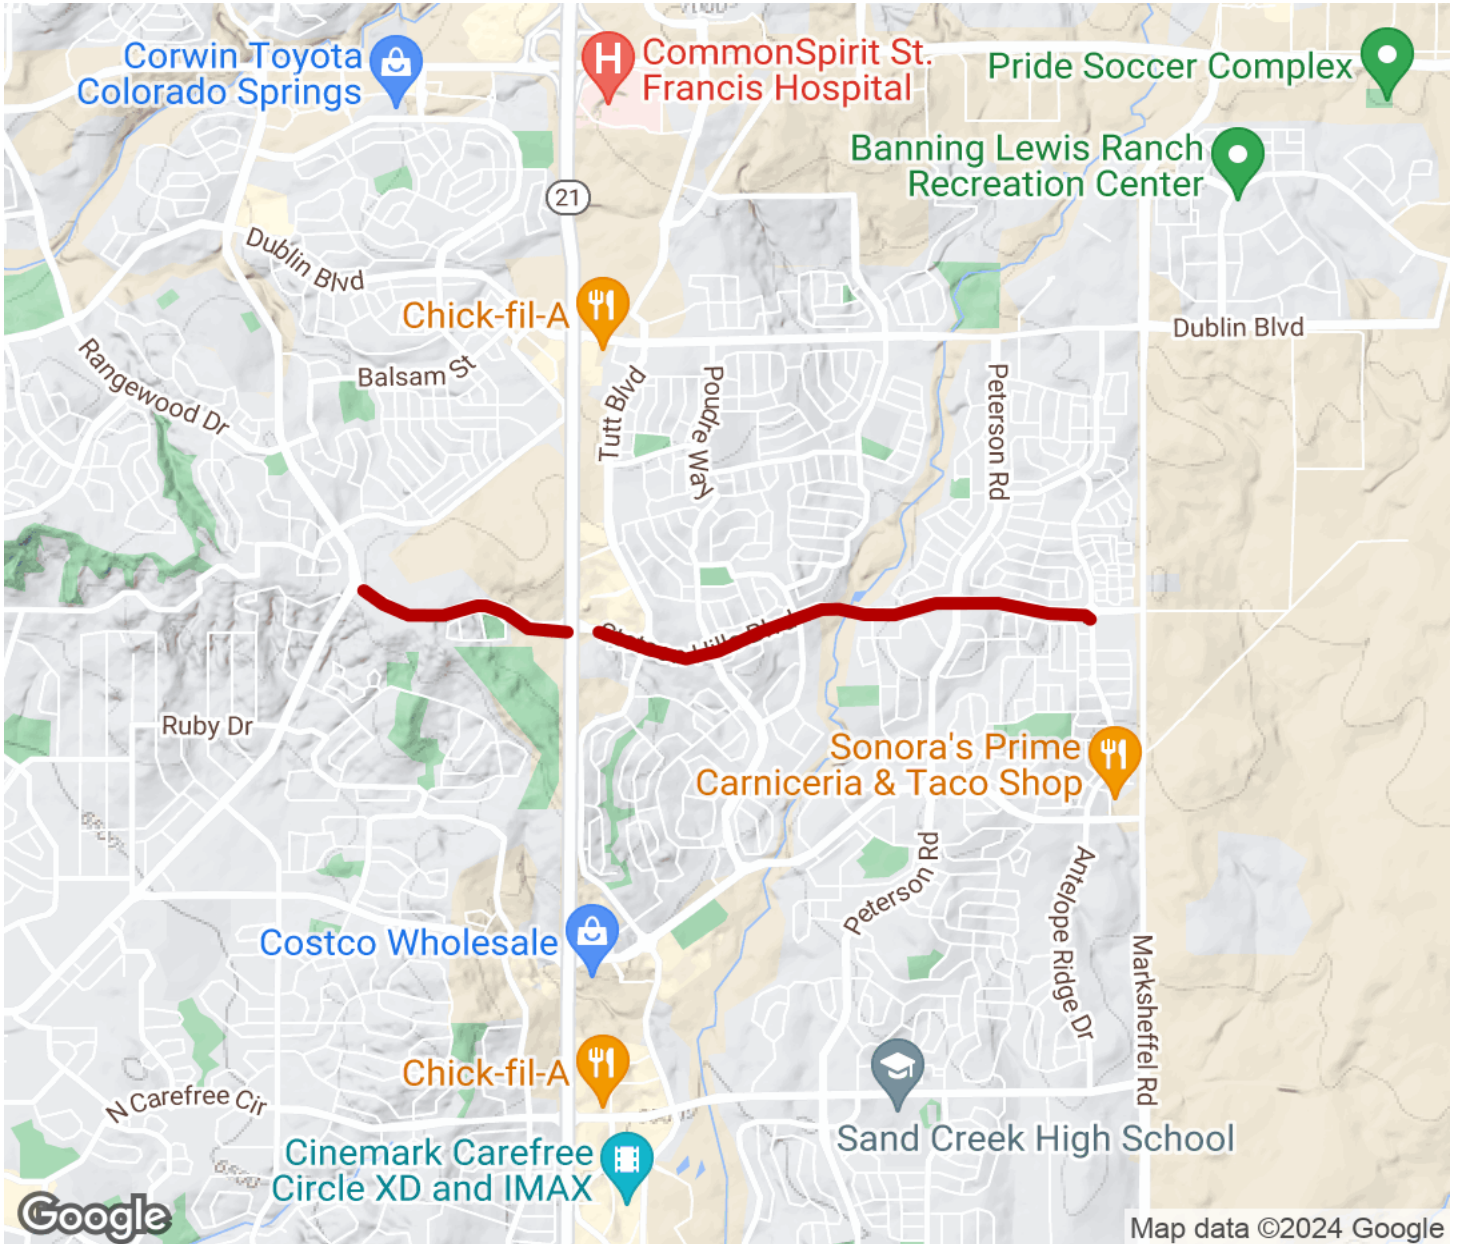 Corwin Toyota
Colorado Springs
CommonSpirit St.
Francis Hospital
Pride Soccer Complex
Banning Lewis Ranch
Recreation Center
21
Dublin Blvd
Chick-fil-A
Dublin Blvd
Rangewood Dr
Balsam St
Tutt Blvd
Poudre Way
Peterson Rd
Ruby Dr
Sonora's Prime
Carniceria & Taco Shop
Peterson Rd
Antelope Ridge Dr
Costco Wholesale
Marksheffel Rd
Chick-fil-A
N Carefree Cir
Sand Creek High School
Cinemark Carefree
Circle XD and IMAX
Google
Map data ©2024 Google